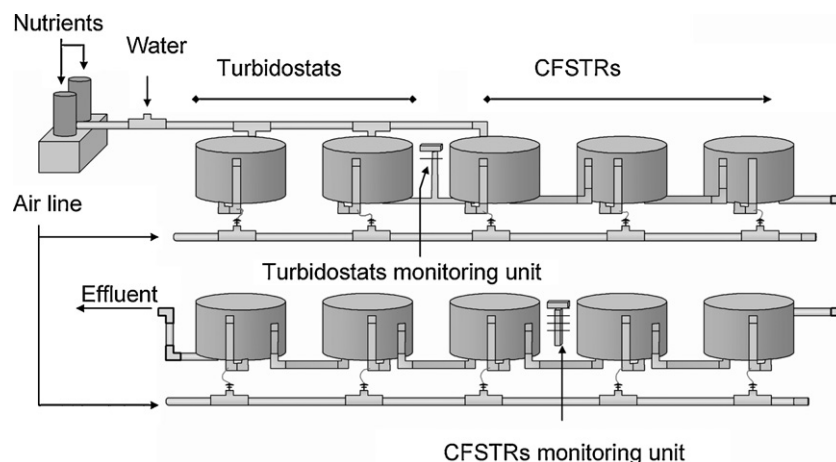 Nutrients
Water
Turbidostats
CFSTRs
Air line
Turbidostats monitoring unit
Effluent
CFSTRs monitoring unit